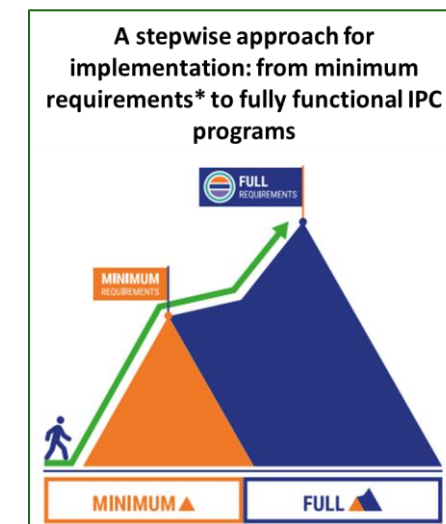 A stepwise approach for
implementation: from minimum
requirements* to fully functional IPC
programs
FULL
REQUIREMENTS
MINIMUM
REQUIREMENTS
MINIMUM
FULL